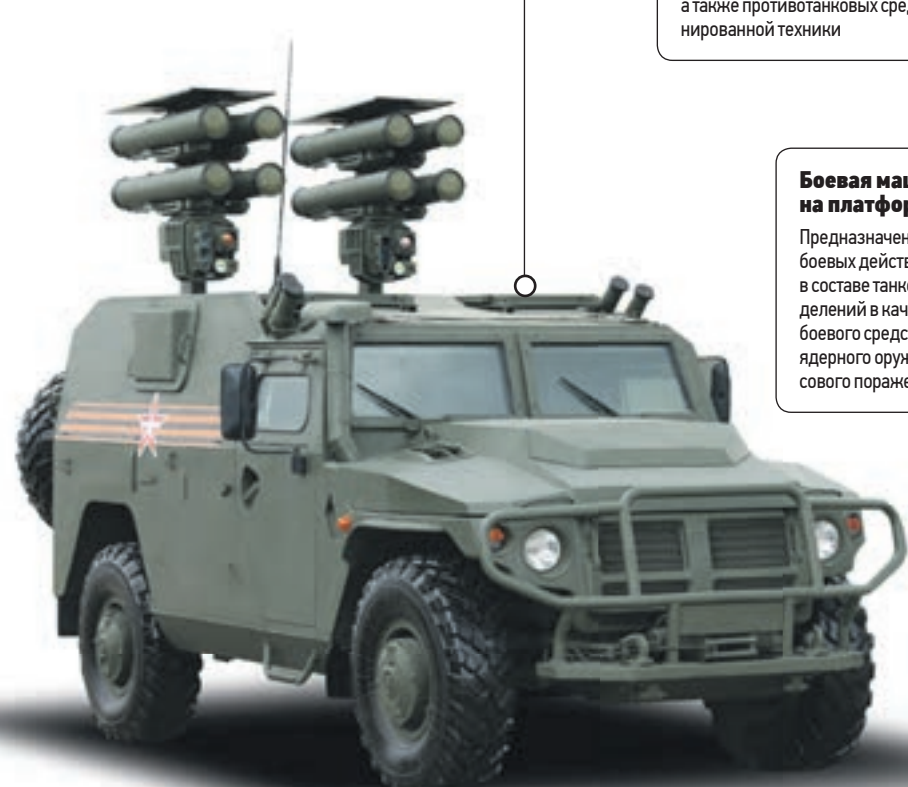 а также противотанковых сред
нированной техники
Боевая маш
на платфор
Предназначен
боевых действ
в составе танко
делений в кач
боевого средс
ядерного оруж
сового пораже